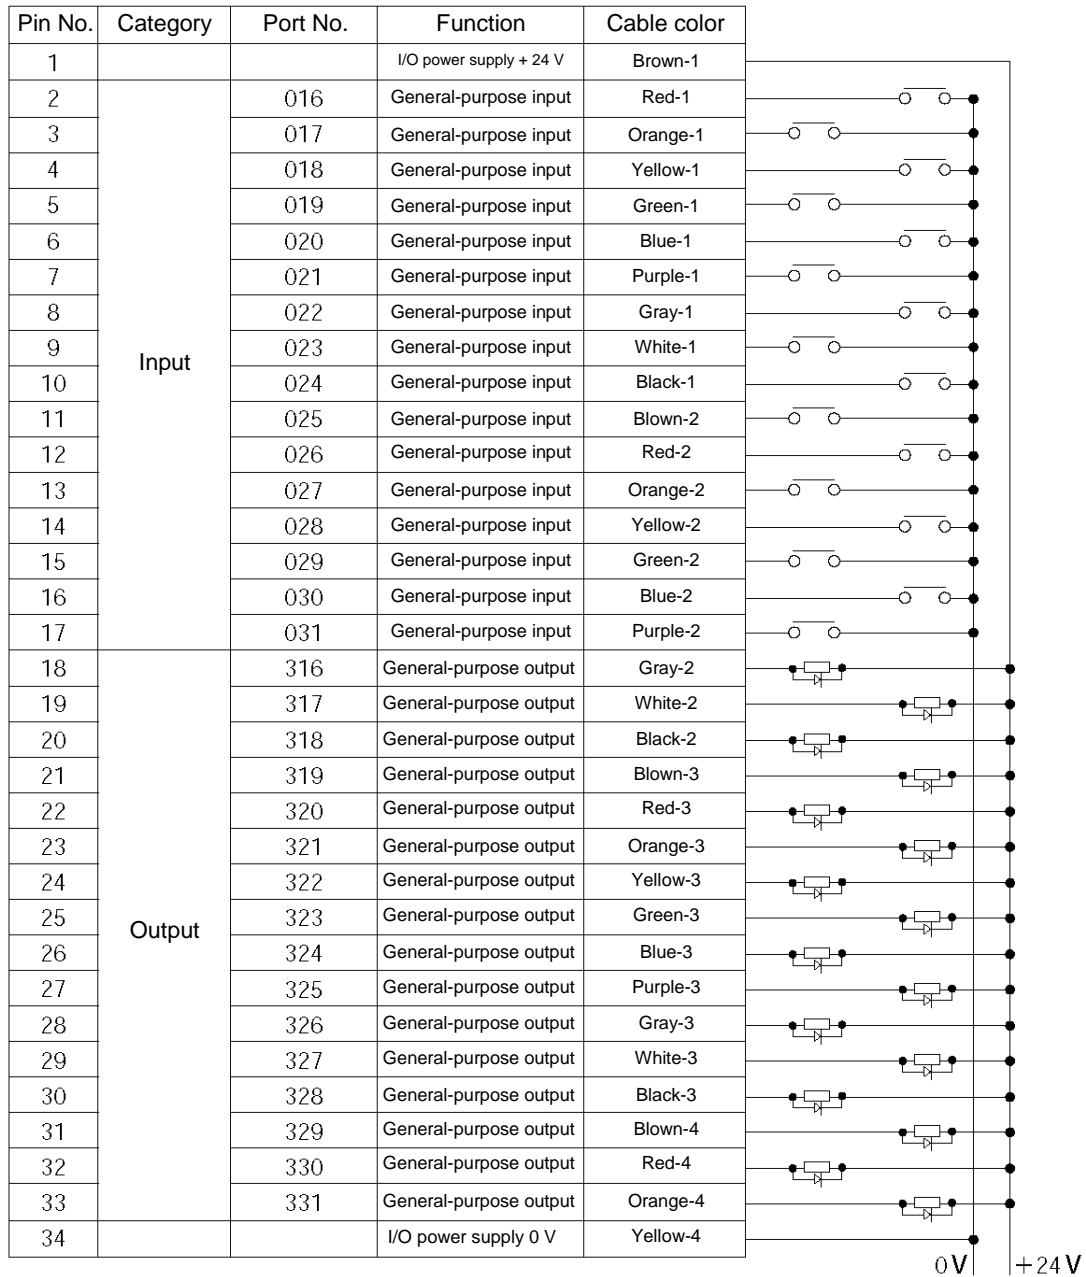 Pin No. Category Port No. Function Cable color
1 I/O power supply + 24 V Brown-1
2 016 General-purpose input Red-1
3 017 General-purpose input Orange-1
4 018 General-purpose input Yellow-1
5 019 General-purpose input Green-1
6 020 General-purpose input Blue-1
7 021 General-purpose input Purple-1
8 022 General-purpose input Gray-1
9 023 General-purpose input White-1
Input
10 024 General-purpose input Black-1
11 025 General-purpose input Blown-2
12 026 General-purpose input Red-2
13 027 General-purpose input Orange-2
14 028 General-purpose input Yellow-2
15 029 General-purpose input Green-2
16 030 General-purpose input Blue-2
17 031 General-purpose input Purple-2
18 316 General-purpose output Gray-2
19 317 General-purpose output White-2
20 318 General-purpose output Black-2
21 319 General-purpose output Blown-3
22 320 General-purpose output Red-3
23 321 General-purpose output Orange-3
24 322 General-purpose output Yellow-3
25 323 General-purpose output Green-3
Output
26 324 General-purpose output Blue-3
27 325 General-purpose output Purple-3
28 326 General-purpose output Gray-3
29 327 General-purpose output White-3
30 328 General-purpose output Black-3
31 329 General-purpose output Blown-4
32 330 General-purpose output Red-4
33 331 General-purpose output Orange-4
34 I/O power supply 0 V Yellow-4
0V +24V